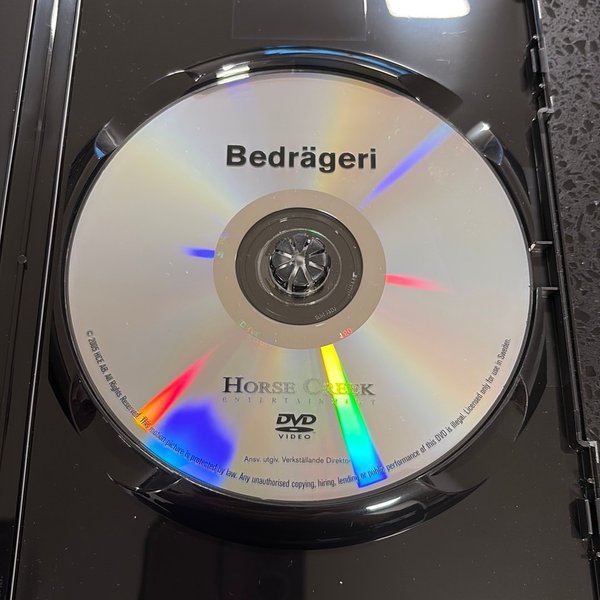 Bedrägeri
HORSE CREEK
ENTERTAINMENT
DVD
VIDEO
Ansv. utgiv. Verkställande Direktör
© 2005 HCE AB. All Rights Reserved. This motion picture is protected by law. Any unauthorised copying, hiring, lending or public performance of this DVD is illegal. Licensed only for use in Sweden.